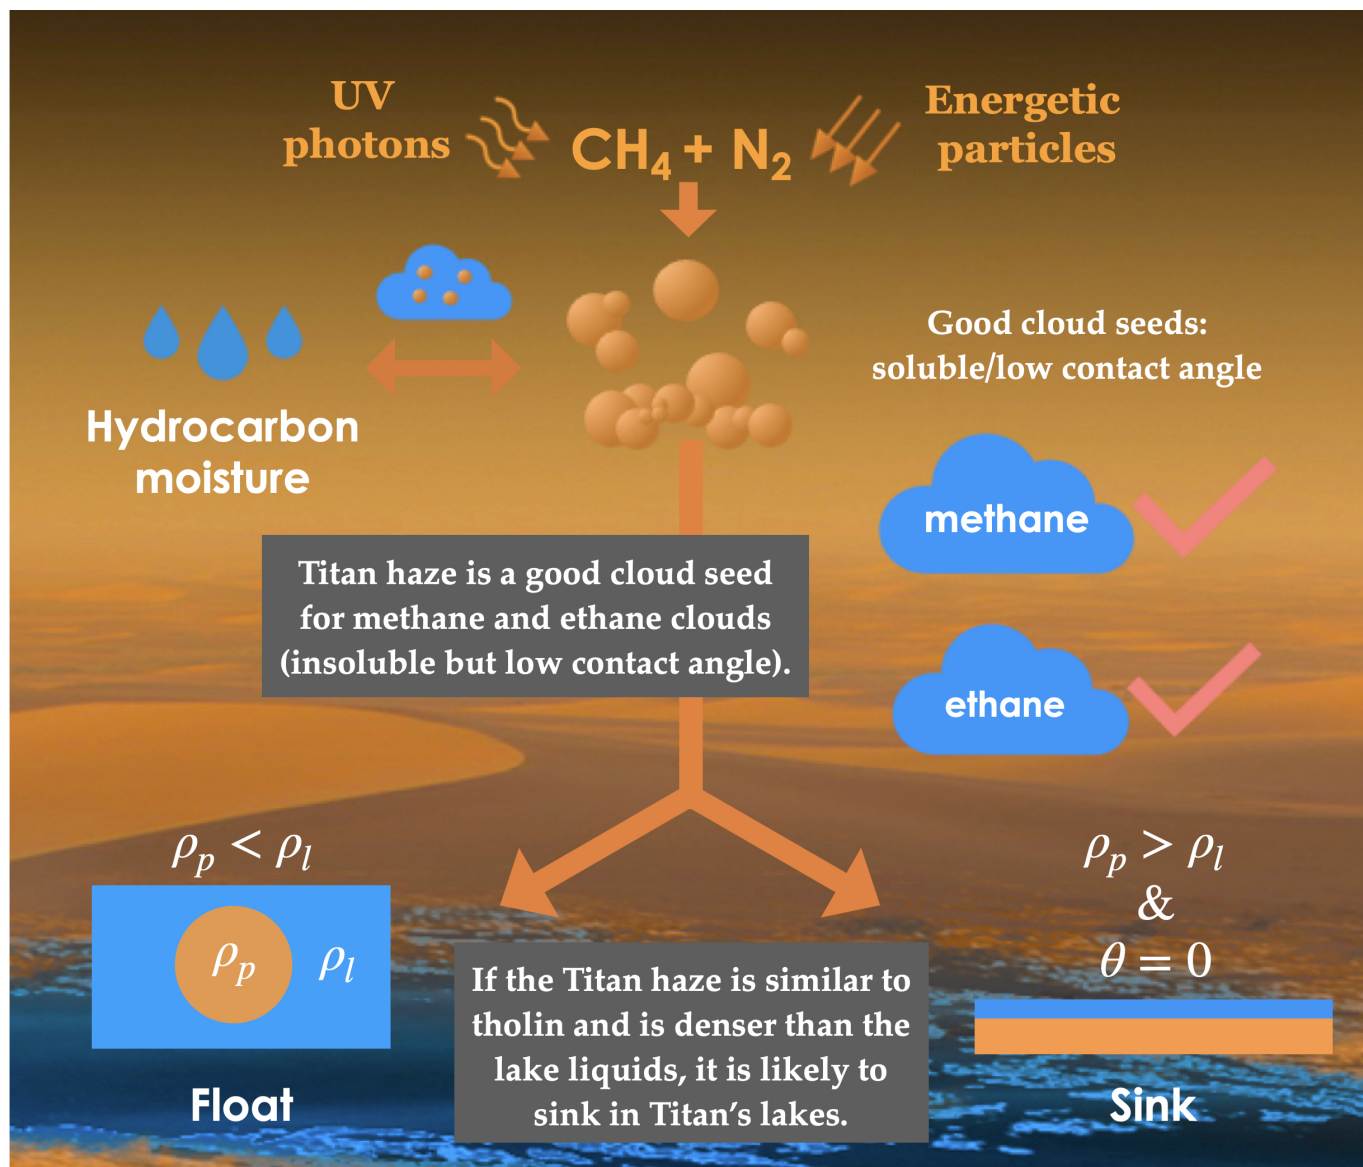 UV
photons
CH₄ + N₂
Energetic
particles
Hydrocarbon
moisture
Good cloud seeds:
soluble/low contact angle
methane
ethane
Titan haze is a good cloud seed
for methane and ethane clouds
(insoluble but low contact angle).
ρₚ < ρₗ
ρₚ
ρₗ
Float
If the Titan haze is similar to
tholin and is denser than the
lake liquids, it is likely to
sink in Titan’s lakes.
ρₚ > ρₗ
&
θ = 0
Sink